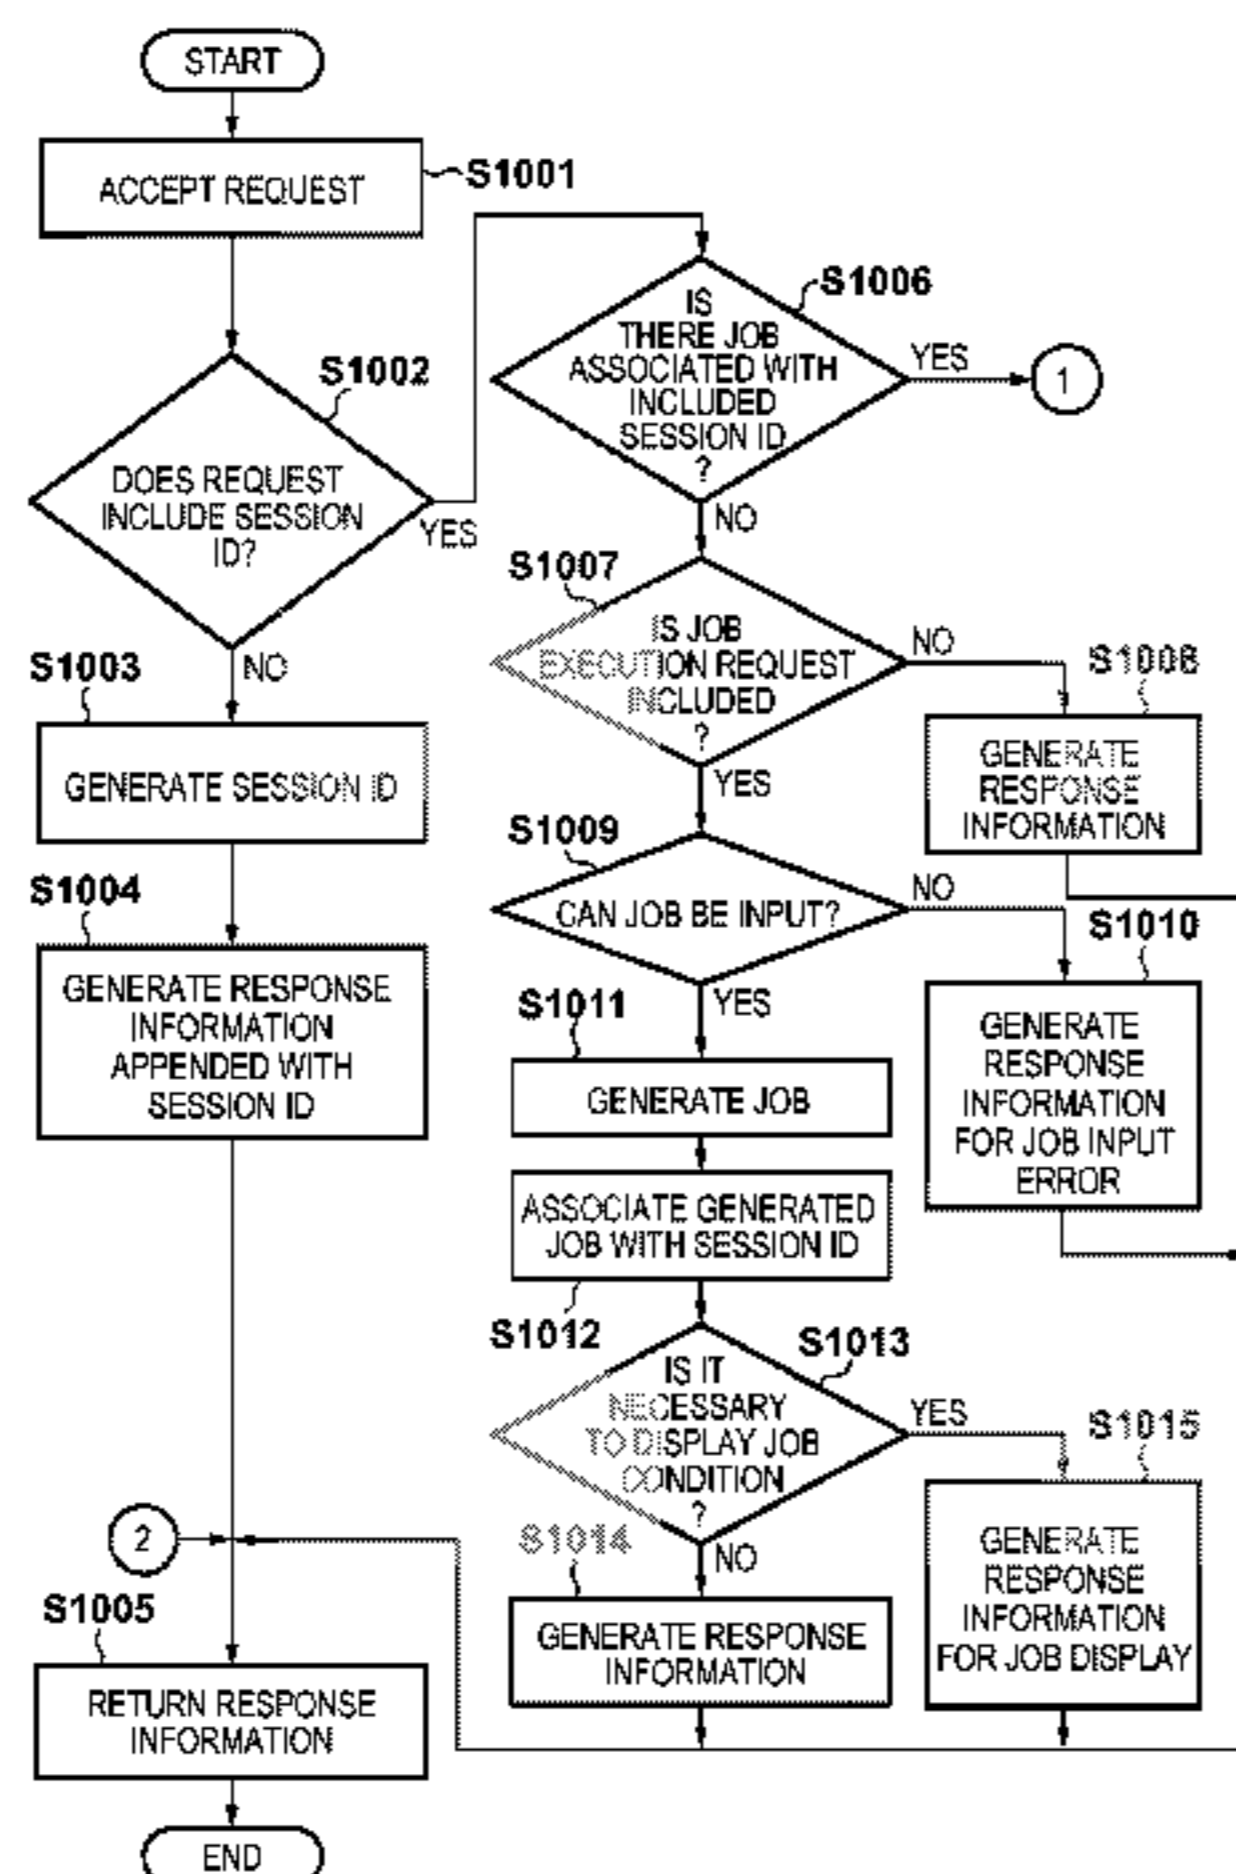 START
ACCEPT REQUEST
S1001
S1002
DOES REQUEST
INCLUDE SESSION
ID?
YES
NO
S1003
GENERATE SESSION ID
S1004
GENERATE RESPONSE
INFORMATION
APPENDED WITH
SESSION ID
2
S1005
RETURN RESPONSE
INFORMATION
END
S1006
IS
THERE JOB
ASSOCIATED WITH
INCLUDED
SESSION ID
?
YES
1
NO
S1007
IS JOB
EXECUTION REQUEST
INCLUDED
?
NO
S1008
GENERATE
RESPONSE
INFORMATION
YES
S1009
CAN JOB BE INPUT?
NO
S1010
GENERATE
RESPONSE
INFORMATION
FOR JOB INPUT
ERROR
YES
S1011
GENERATE JOB
ASSOCIATE GENERATED
JOB WITH SESSION ID
S1012
S1013
IS IT
NECESSARY
TO DISPLAY JOB
CONDITION
?
YES
S1015
GENERATE
RESPONSE
INFORMATION
FOR JOB DISPLAY
NO
S1014
GENERATE RESPONSE
INFORMATION